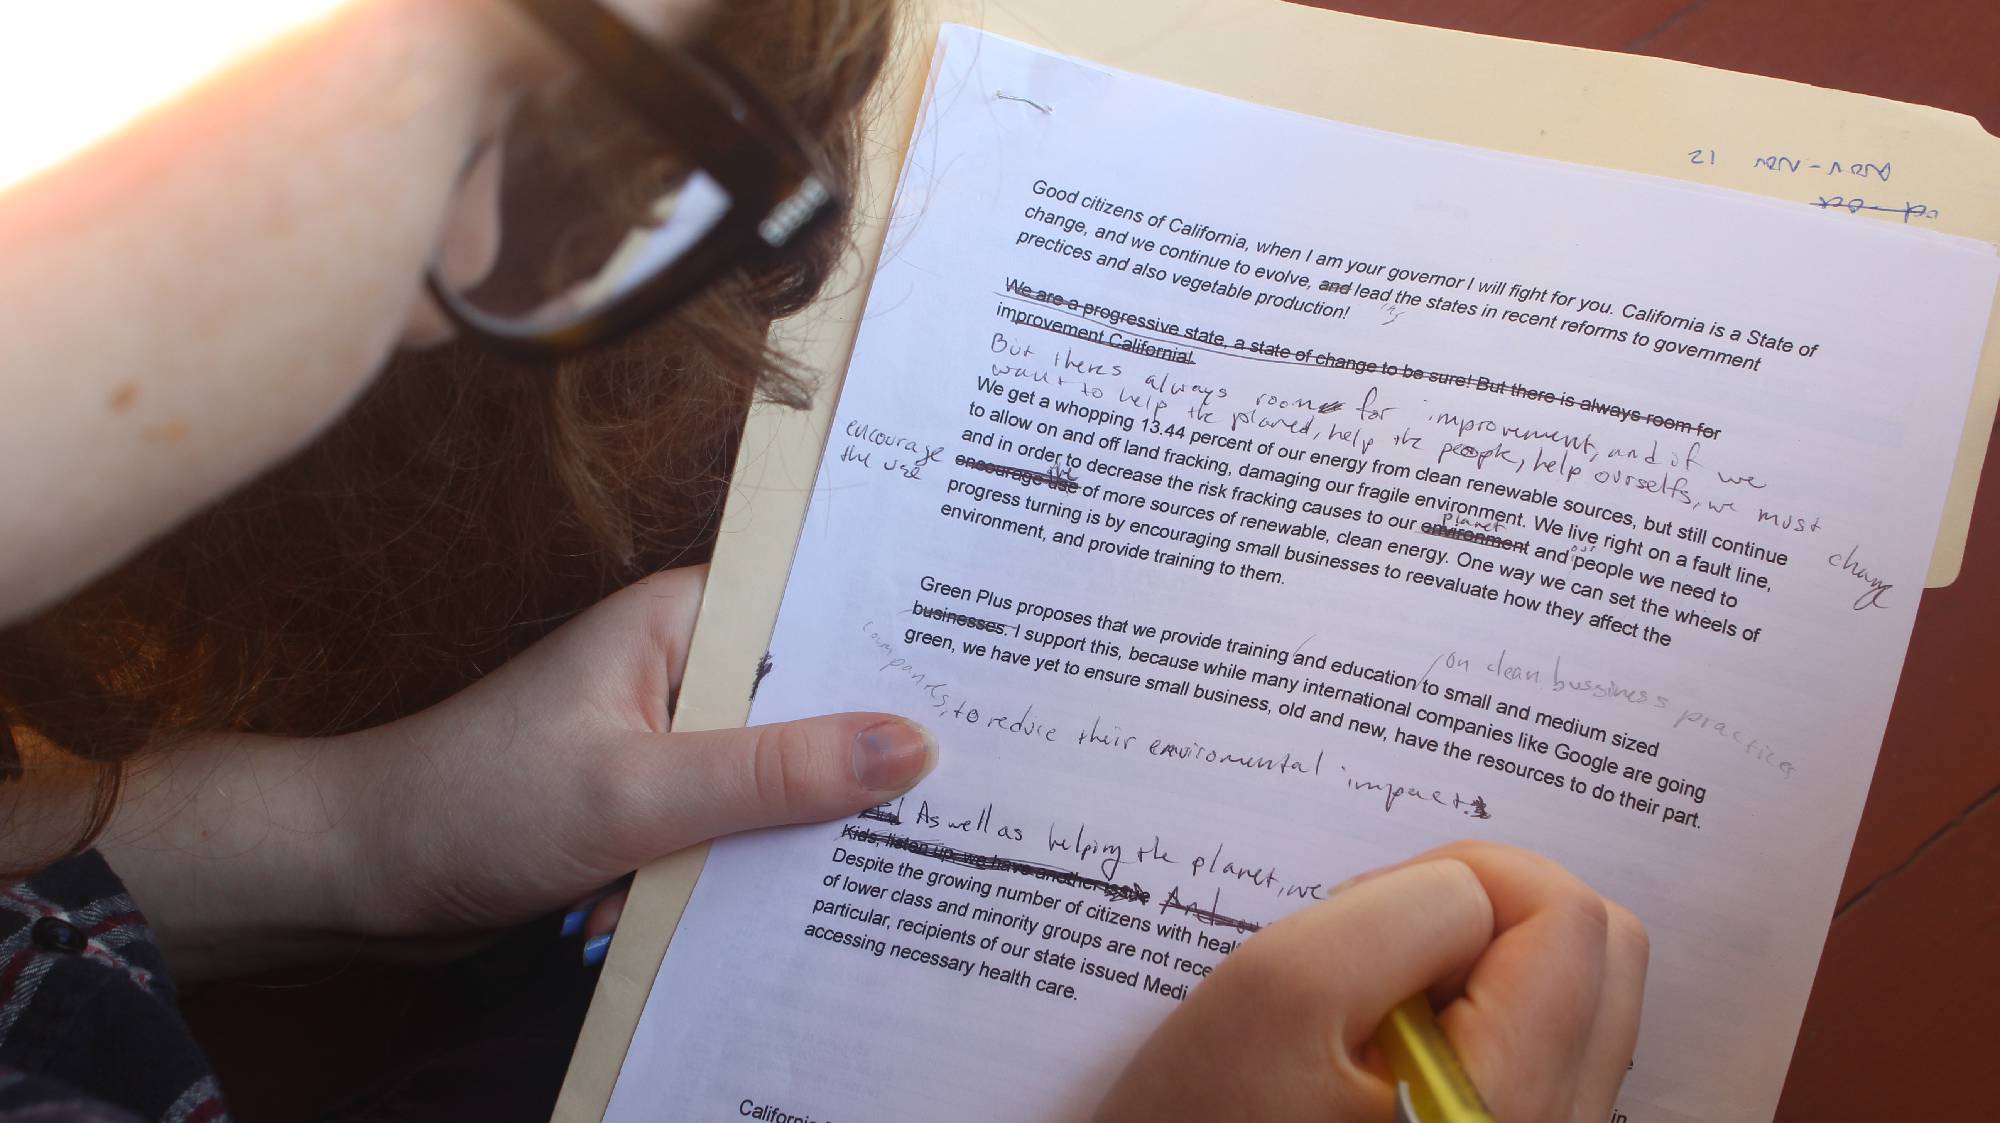 Good citizens of California, when I am your governor I will fight for you. California is a State of
change, and we continue to evolve, and lead the states in recent reforms to government
ing
prectices and also vegetable production!
We are a progressive state, a state of change to be sure! But there is always room for
improvement California!
But theres always room for improvement, and if we
want to help the planed, help the people, help ourselfs, we must change
We get a whopping 13.44 percent of our energy from clean renewable sources, but still continue
to allow on and off land fracking, damaging our fragile environment. We live right on a fault line,
planet our
and in order to decrease the risk fracking causes to our environment and people we need to
encourage the
the use
encourage use of more sources of renewable, clean energy. One way we can set the wheels of
progress turning is by encouraging small businesses to reevaluate how they affect the
environment, and provide training to them.
on clean bussiness practices
Green Plus proposes that we provide training and education to small and medium sized
businesses. I support this, because while many international companies like Google are going
green, we have yet to ensure small business, old and new, have the resources to do their part.
companies, to reduce their enviromental impact.
As well as helping the planet, we
Kids, listen up, we have another issue And
Despite the growing number of citizens with heal
of lower class and minority groups are not rece
particular, recipients of our state issued Medi
accessing necessary health care.
in
NOV - NOV 12